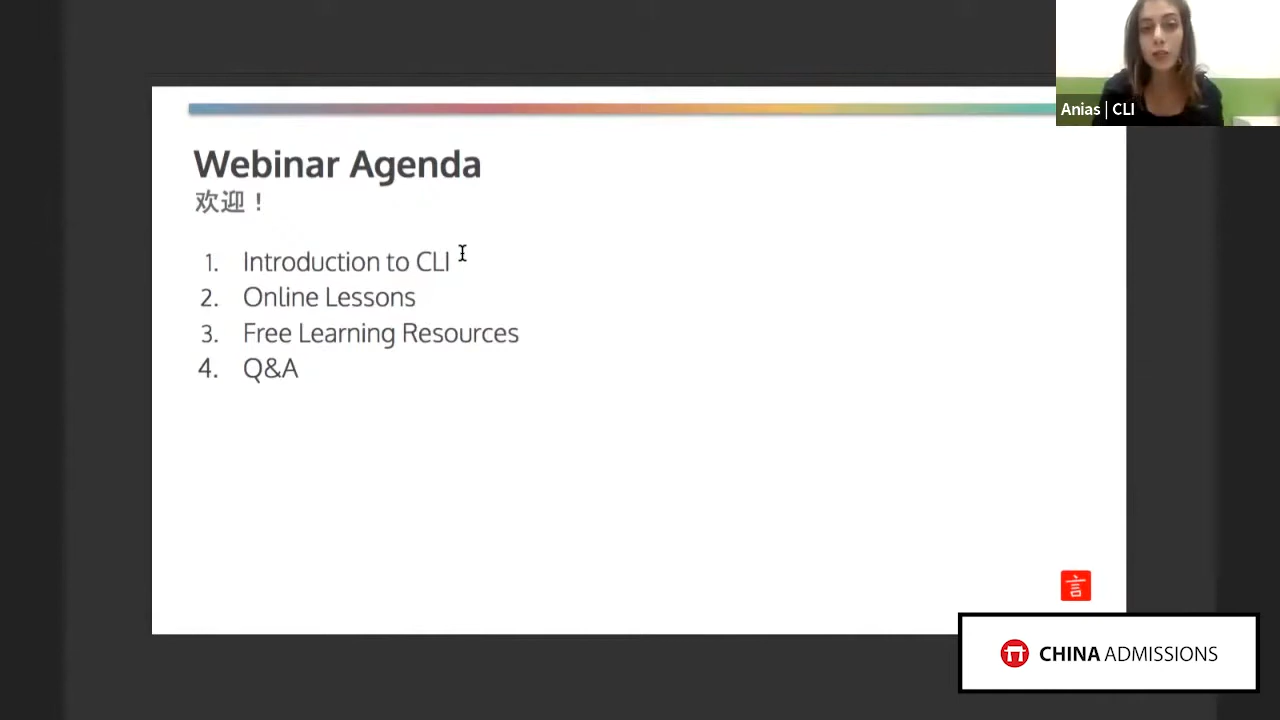 Anias | CLI
Webinar Agenda
欢迎！
1. Introduction to CLI
2. Online Lessons
3. Free Learning Resources
4. Q&A
言
CHINA ADMISSIONS